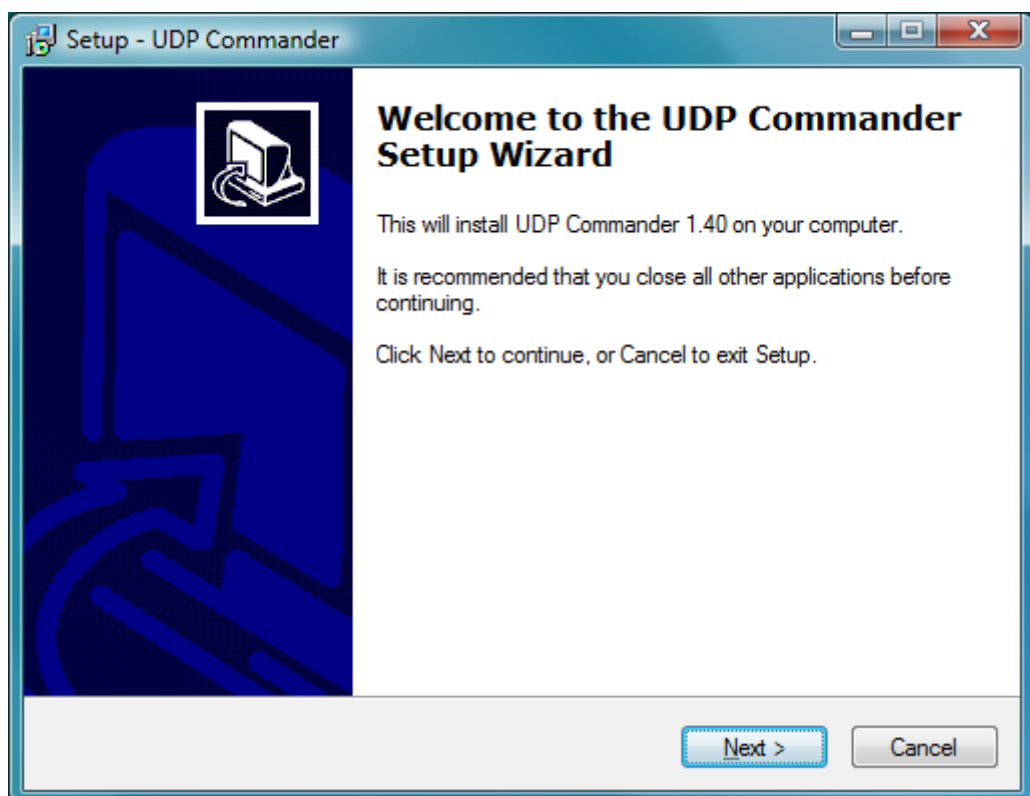 Setup - UDP Commander
Welcome to the UDP Commander
Setup Wizard
This will install UDP Commander 1.40 on your computer.
It is recommended that you close all other applications before
continuing.
Click Next to continue, or Cancel to exit Setup.
Next >
Cancel